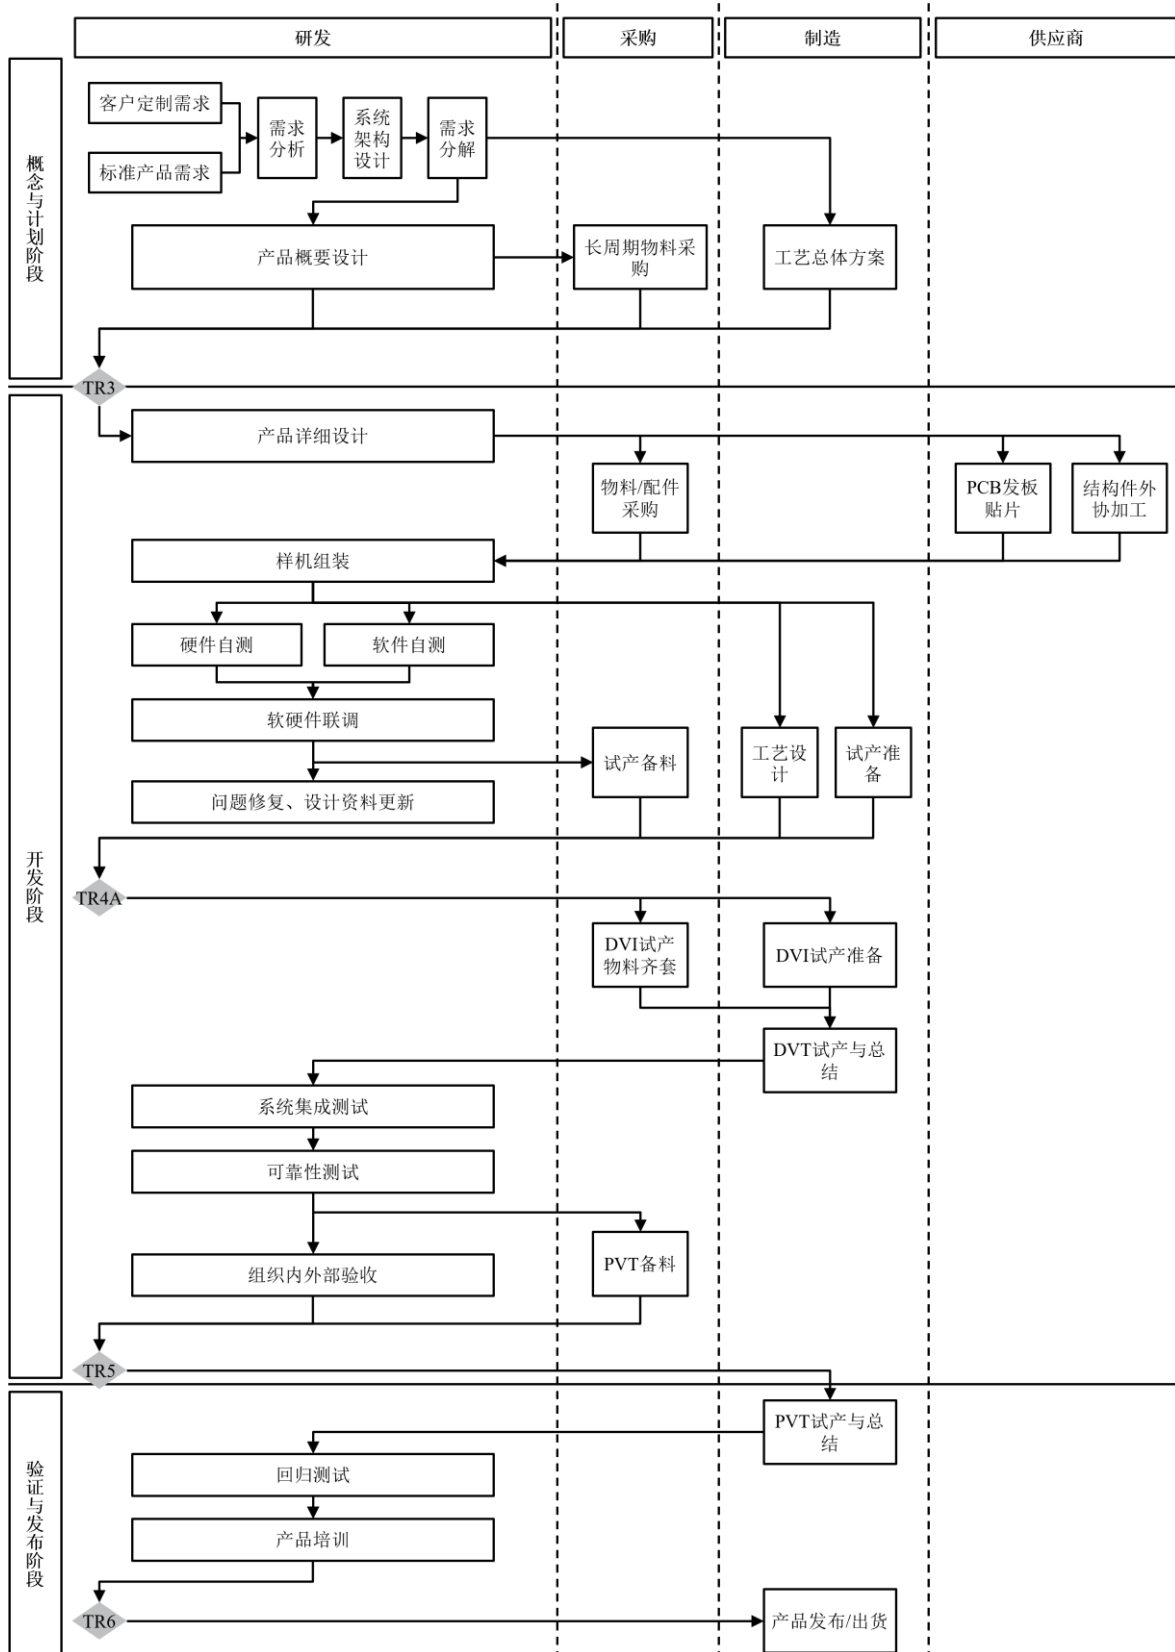 研发
采购
制造
供应商
概念与计划阶段
客户定制需求
标准产品需求
需求
分析
系统
架构
设计
需求
分解
产品概要设计
长周期物料采
购
工艺总体方案
TR3
开发阶段
产品详细设计
物料/配件
采购
PCB发板
贴片
结构件外
协加工
样机组装
硬件自测
软件自测
软硬件联调
试产备料
工艺设
计
试产准
备
问题修复、设计资料更新
TR4A
DVI试产
物料齐套
DVI试产准备
DVT试产与总
结
系统集成测试
可靠性测试
组织内外部验收
PVT备料
TR5
验证与发布阶段
PVT试产与总
结
回归测试
产品培训
TR6
产品发布/出货